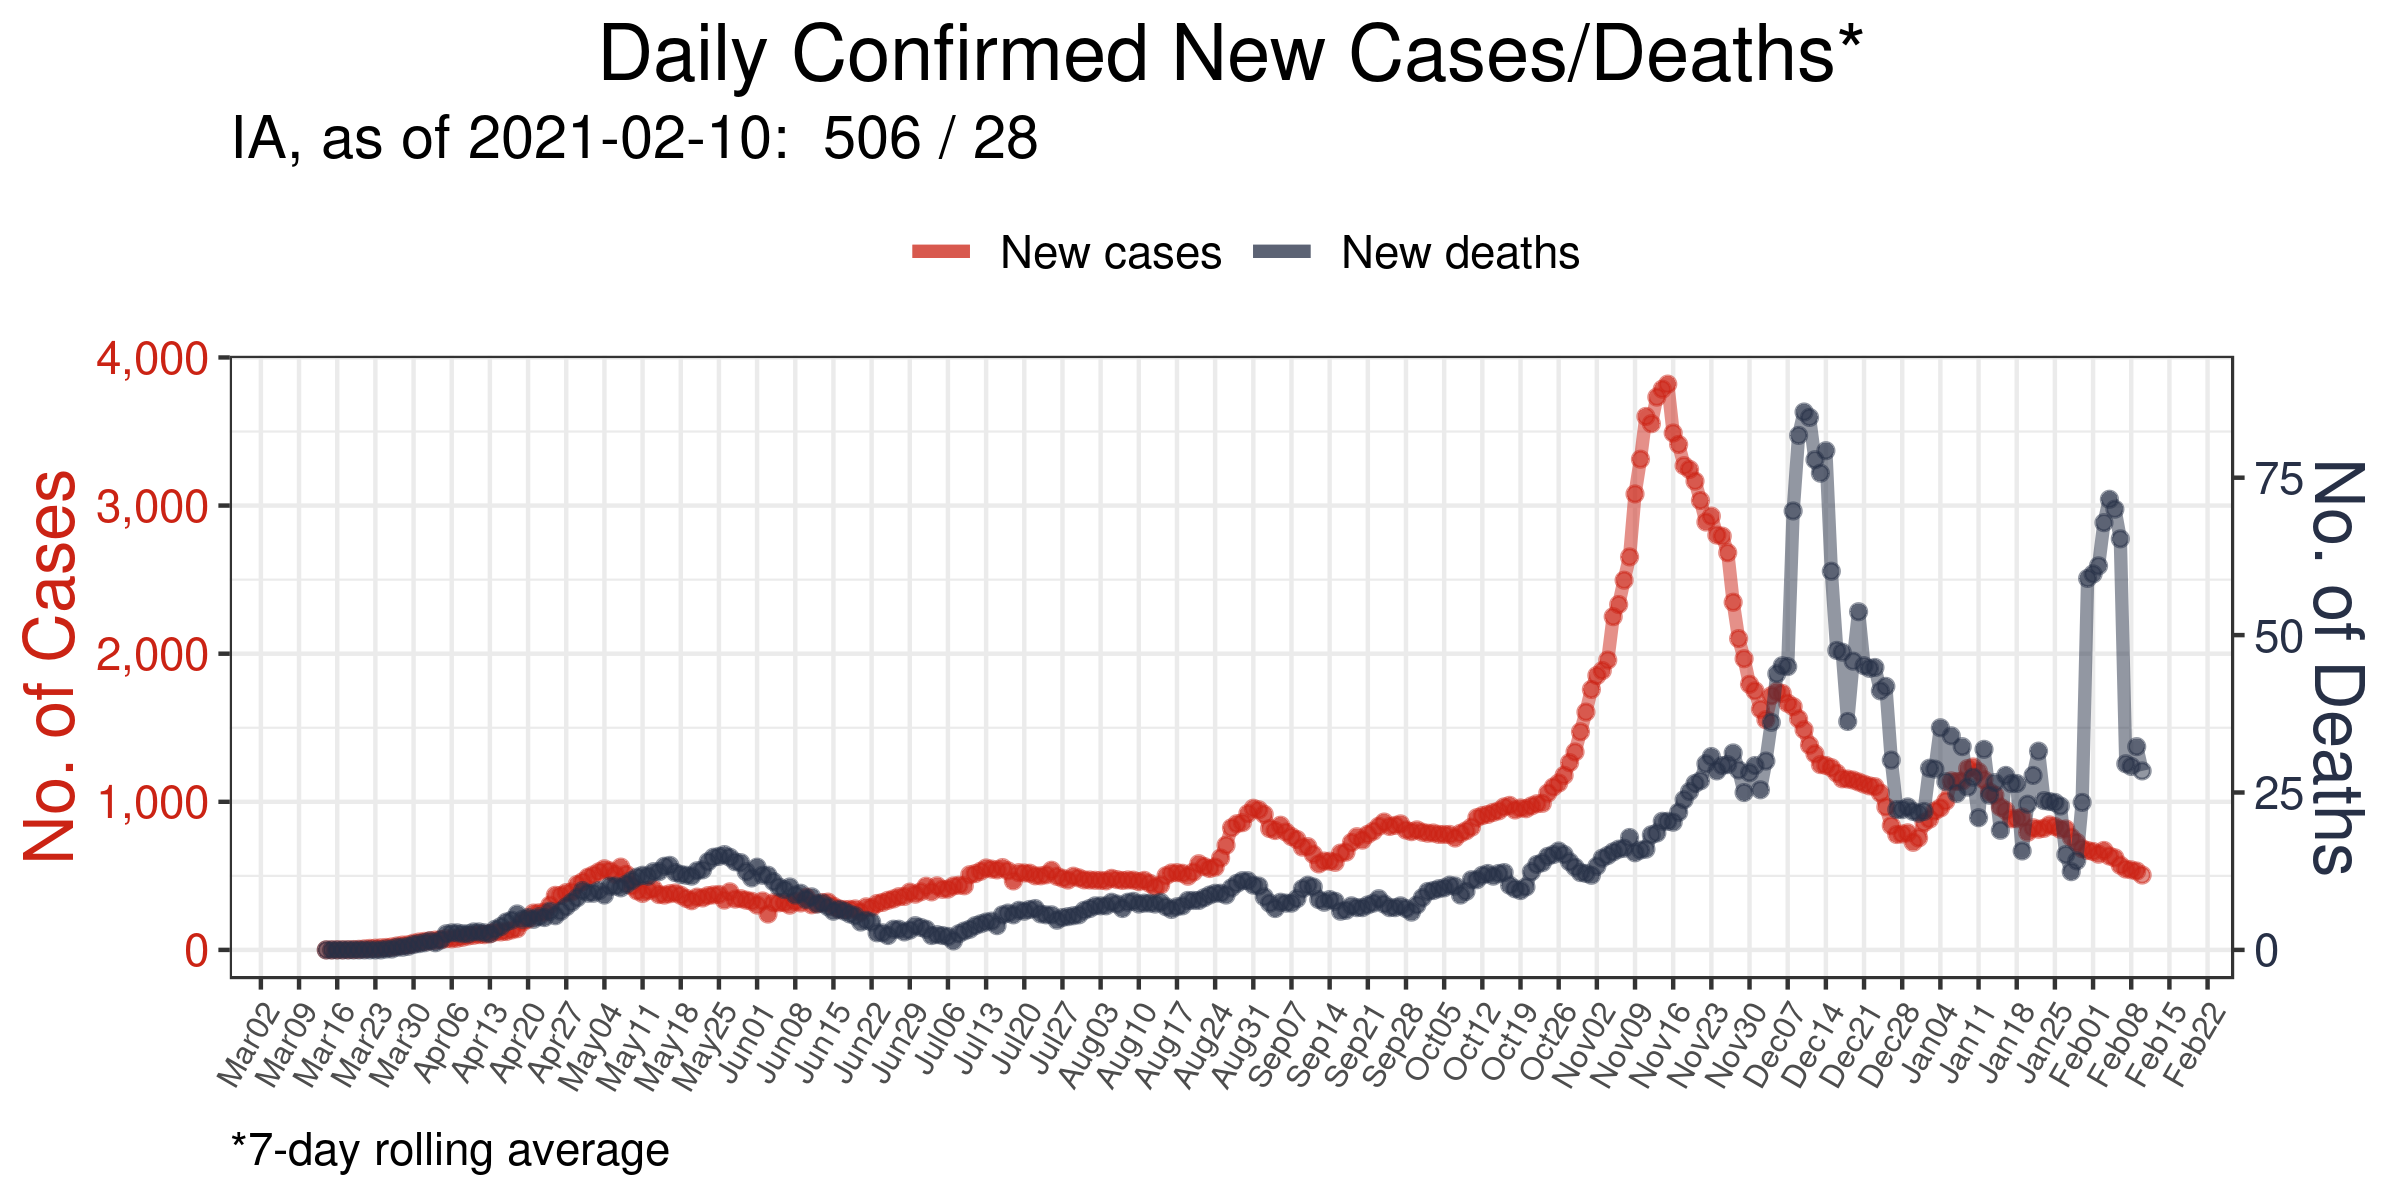 Daily Confirmed New Cases/Deaths*
IA, as of 2021-02-10:  506 / 28
New cases
New deaths
No. of Cases
4,000
3,000
2,000
1,000
0
No. of Deaths
75
50
25
0
Mar02
Mar09
Mar16
Mar23
Mar30
Apr06
Apr13
Apr20
Apr27
May04
May11
May18
May25
Jun01
Jun08
Jun15
Jun22
Jun29
Jul06
Jul13
Jul20
Jul27
Aug03
Aug10
Aug17
Aug24
Aug31
Sep07
Sep14
Sep21
Sep28
Oct05
Oct12
Oct19
Oct26
Nov02
Nov09
Nov16
Nov23
Nov30
Dec07
Dec14
Dec21
Dec28
Jan04
Jan11
Jan18
Jan25
Feb01
Feb08
Feb15
Feb22
*7-day rolling average